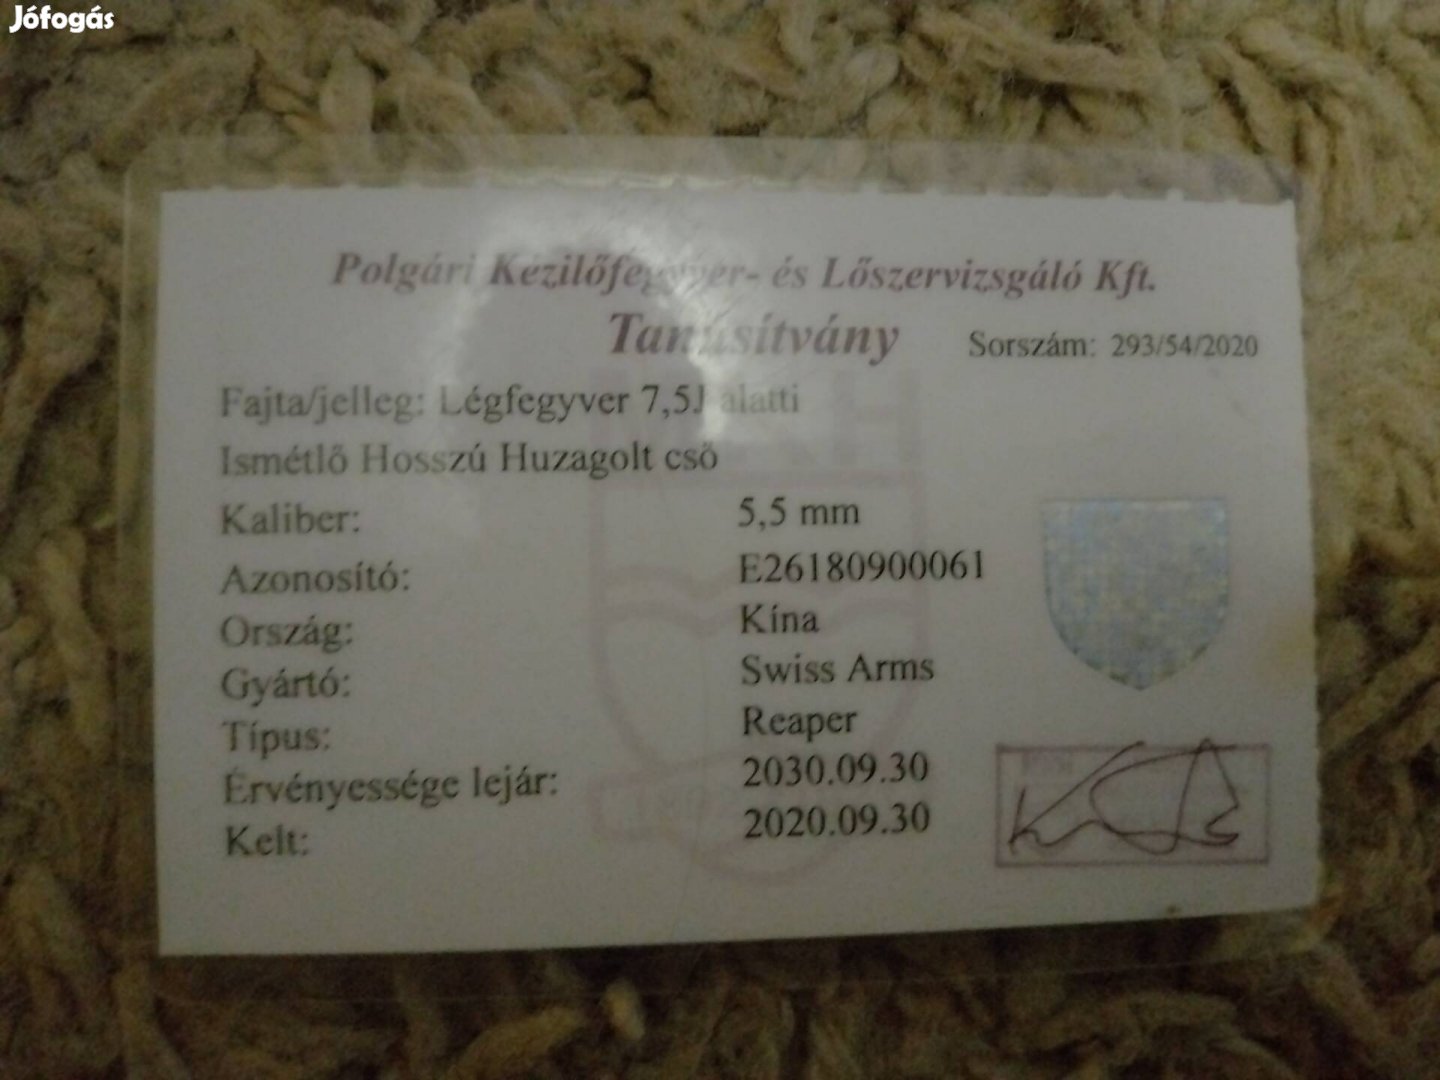 Jófogás
Polgári Kézilőfegyver- és Lőszervizsgáló Kft.
Tanúsítvány
Sorszám: 293/54/2020
Fajta/jelleg: Légfegyver 7,5J alatti
Ismétlő Hosszú Huzagolt cső
Kaliber: 5,5 mm
Azonosító: E26180900061
Ország: Kína
Gyártó: Swiss Arms
Típus: Reaper
Érvényessége lejár: 2030.09.30
Kelt: 2020.09.30